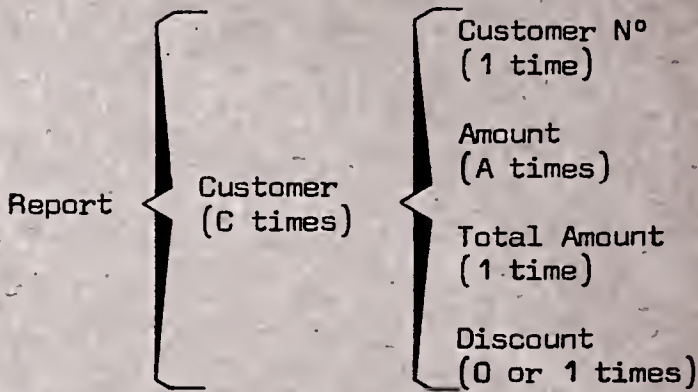 Report
Customer
(C times)
Customer Nº
(1 time)
Amount
(A times)
Total Amount
(1 time)
Discount
(0 or 1 times)